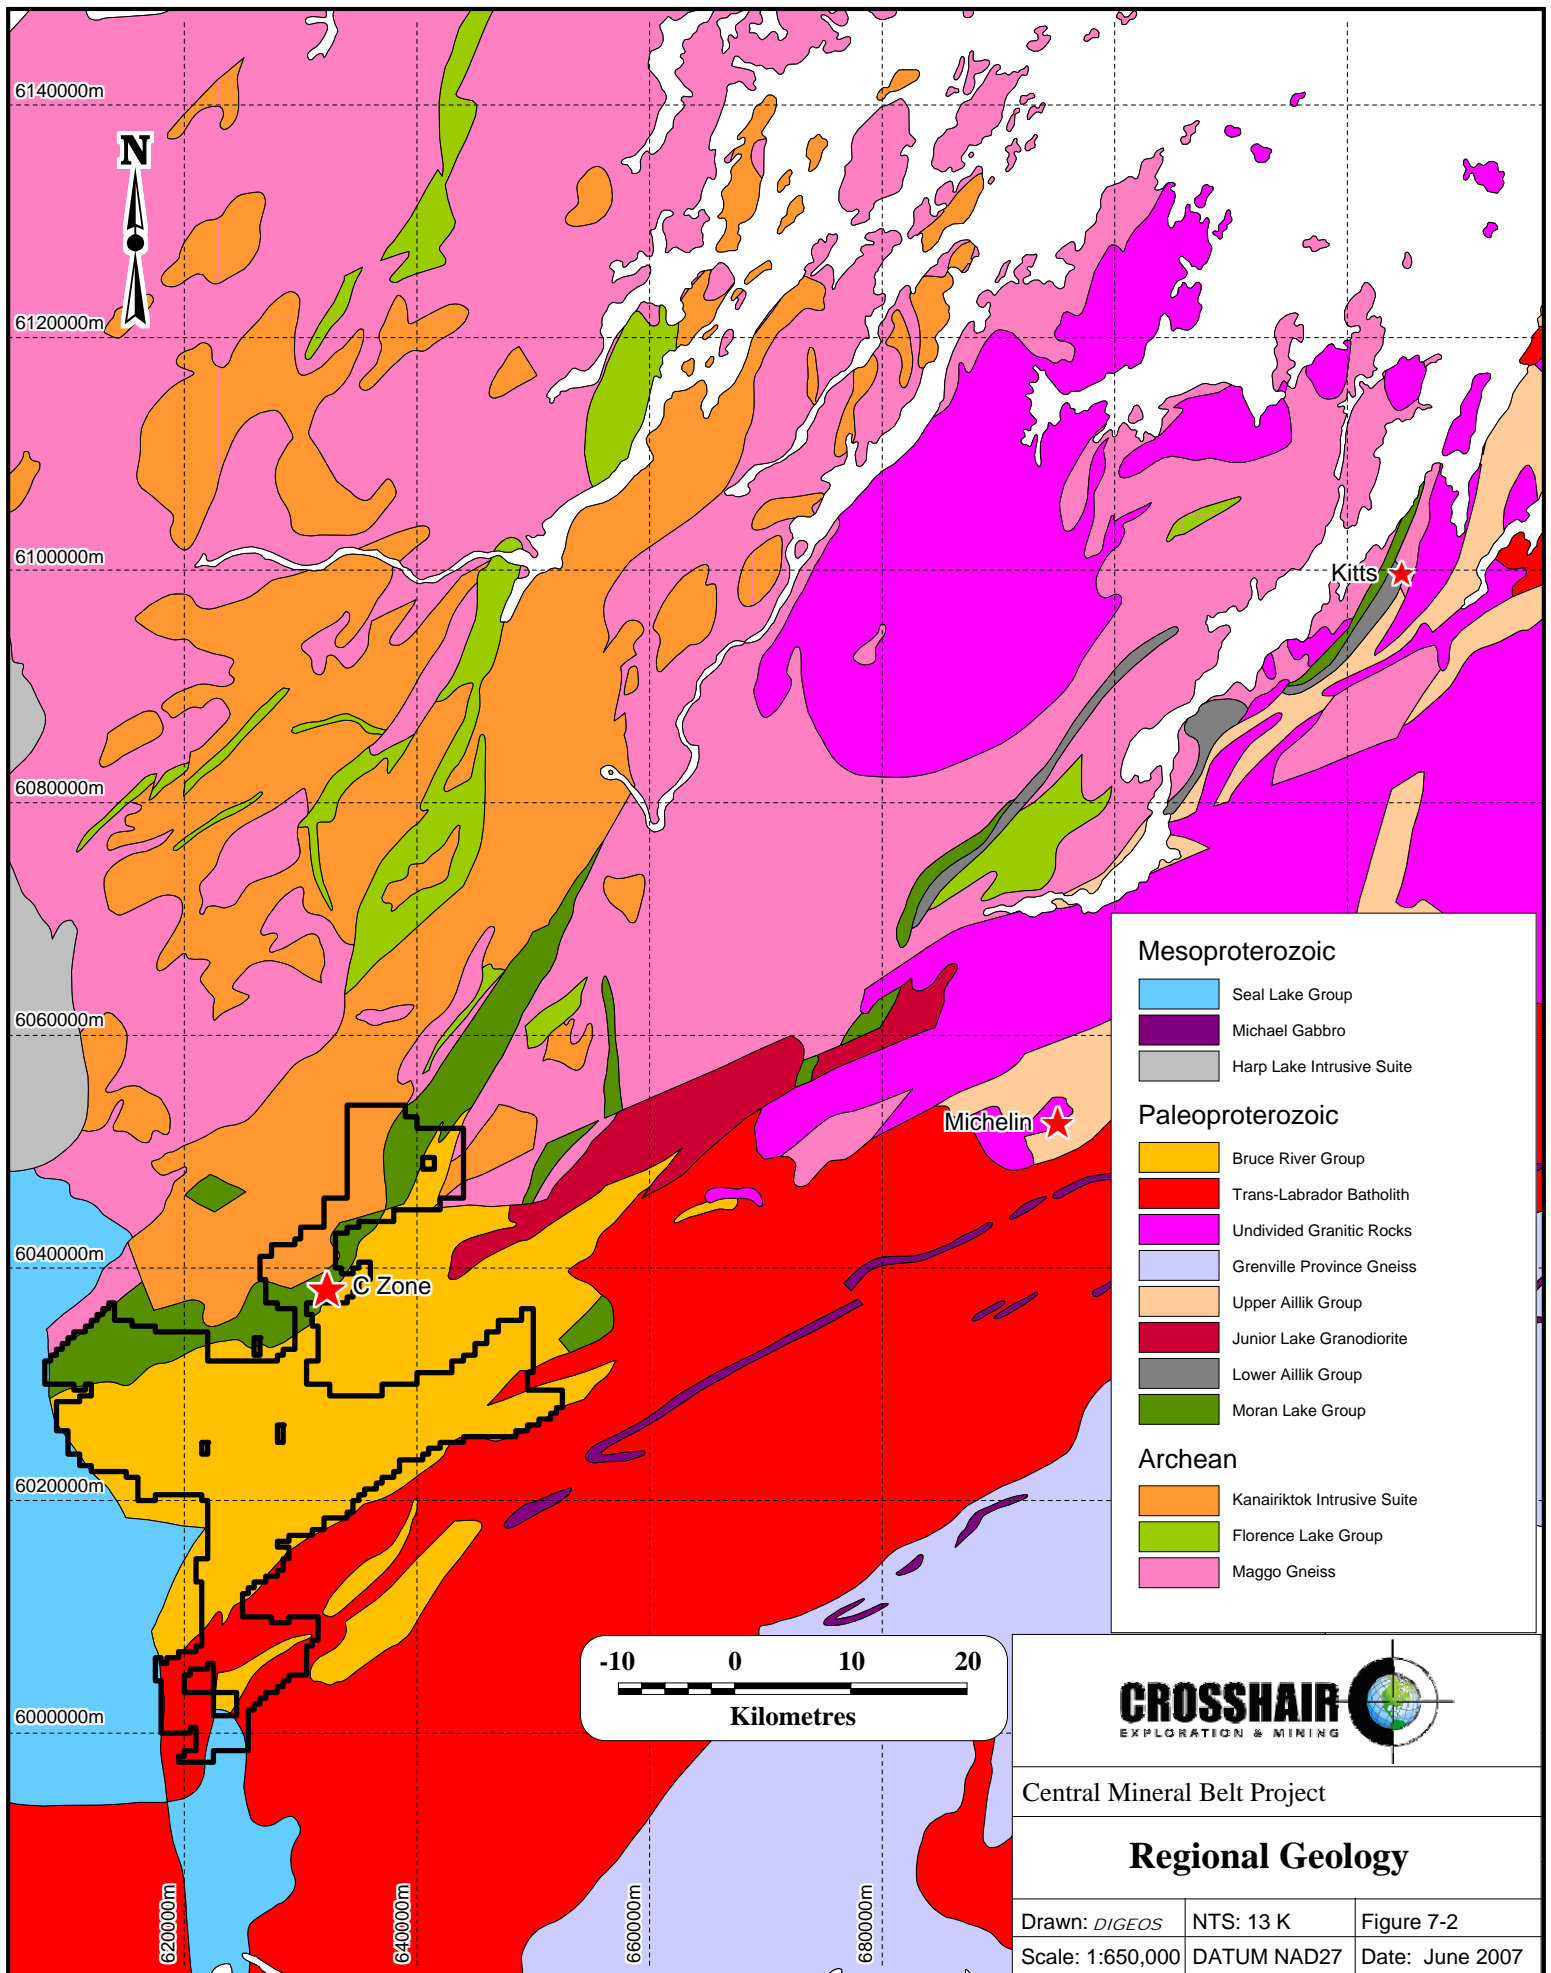 6140000m
N
6120000m
6100000m
Kitts
6080000m
Mesoproterozoic
Seal Lake Group
6060000m
Michael Gabbro
Harp Lake Intrusive Suite
Paleoproterozoic
Michelin
Bruce River Group
Trans-Labrador Batholith
Undivided Granitic Rocks
6040000m
Grenville Province Gneiss
C Zone
Upper Aillik Group
Junior Lake Granodiorite
Lower Aillik Group
Moran Lake Group
Archean
6020000m
Kanairiktok Intrusive Suite
Florence Lake Group
Maggo Gneiss
-10 0 10 20
Kilometres
6000000m
CROSSHAIR
EXPLORATION & MINING
Central Mineral Belt Project
Regional Geology
620000m 640000m 660000m 680000m
Drawn: DIGEOS NTS: 13 K Figure 7-2
Scale: 1:650,000 DATUM NAD27 Date: June 2007